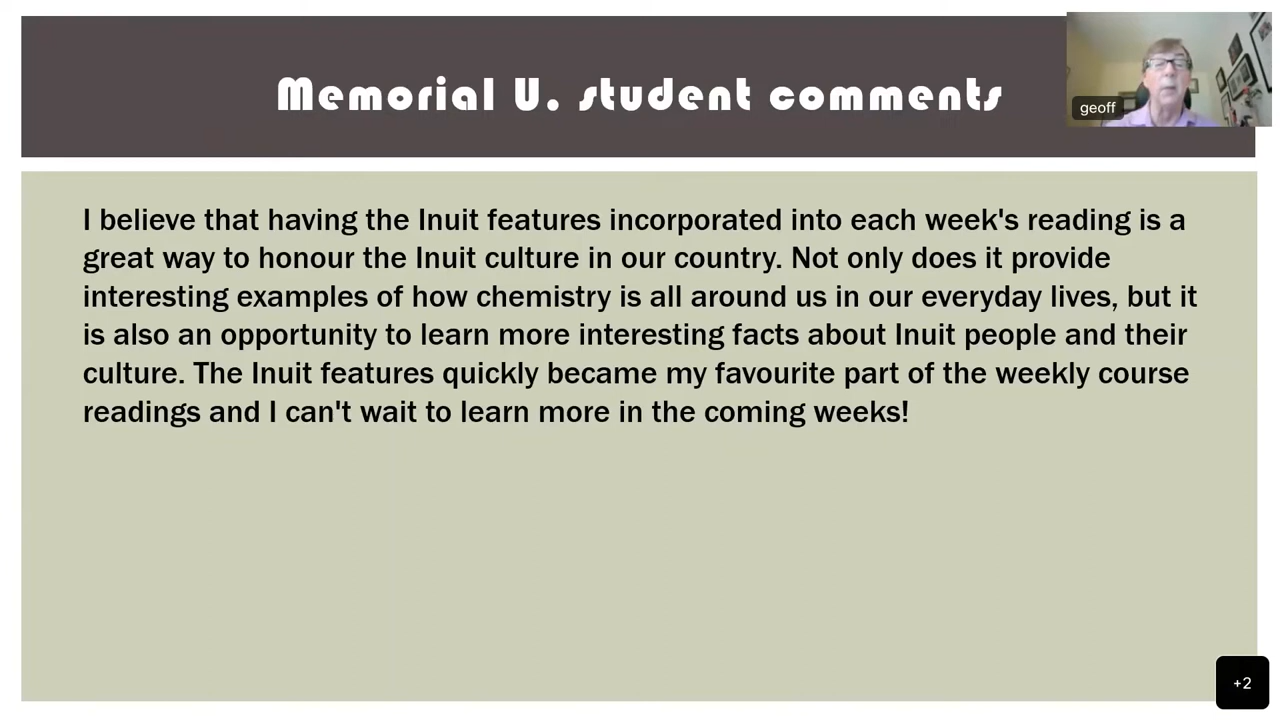 Memorial U. student comments
geoff
I believe that having the Inuit features incorporated into each week's reading is a
great way to honour the Inuit culture in our country. Not only does it provide
interesting examples of how chemistry is all around us in our everyday lives, but it
is also an opportunity to learn more interesting facts about Inuit people and their
culture. The Inuit features quickly became my favourite part of the weekly course
readings and I can't wait to learn more in the coming weeks!
+2